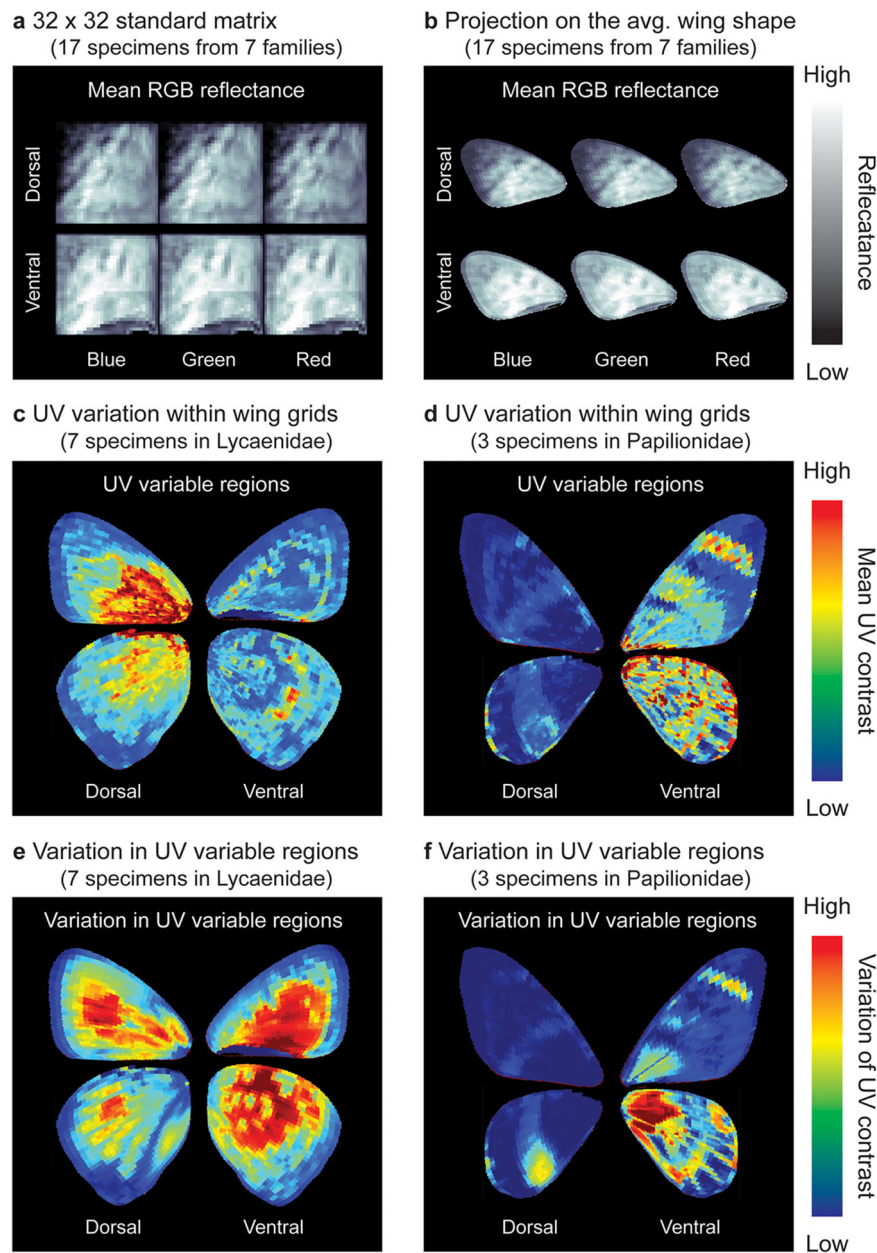 a 32 x 32 standard matrix
(17 specimens from 7 families)
Mean RGB reflectance
Dorsal
Ventral
Blue Green Red
b Projection on the avg. wing shape
(17 specimens from 7 families)
Mean RGB reflectance
Dorsal
Ventral
Blue Green Red
High
Reflecatance
Low
c UV variation within wing grids
(7 specimens in Lycaenidae)
UV variable regions
Dorsal Ventral
d UV variation within wing grids
(3 specimens in Papilionidae)
UV variable regions
Dorsal Ventral
High
Mean UV contrast
Low
e Variation in UV variable regions
(7 specimens in Lycaenidae)
Variation in UV variable regions
Dorsal Ventral
f Variation in UV variable regions
(3 specimens in Papilionidae)
Variation in UV variable regions
Dorsal Ventral
High
Variation of UV contrast
Low